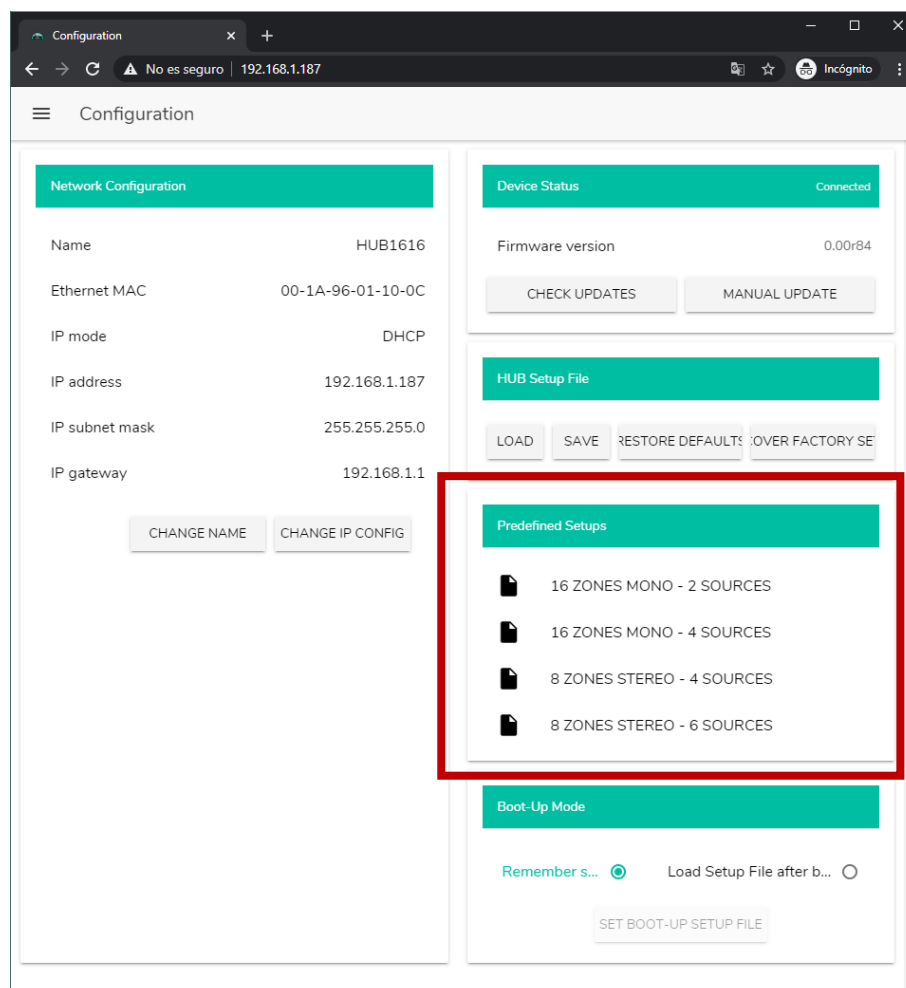 Configuration
No es seguro | 192.168.1.187
Incógnito
Configuration
Network Configuration
Name HUB1616
Ethernet MAC 00-1A-96-01-10-0C
IP mode DHCP
IP address 192.168.1.187
IP subnet mask 255.255.255.0
IP gateway 192.168.1.1
CHANGE NAME CHANGE IP CONFIG
Device Status Connected
Firmware version 0.00r84
CHECK UPDATES MANUAL UPDATE
HUB Setup File
LOAD SAVE RESTORE DEFAULTS OVER FACTORY SE
Predefined Setups
16 ZONES MONO - 2 SOURCES
16 ZONES MONO - 4 SOURCES
8 ZONES STEREO - 4 SOURCES
8 ZONES STEREO - 6 SOURCES
Boot-Up Mode
Remember s... Load Setup File after b...
SET BOOT-UP SETUP FILE